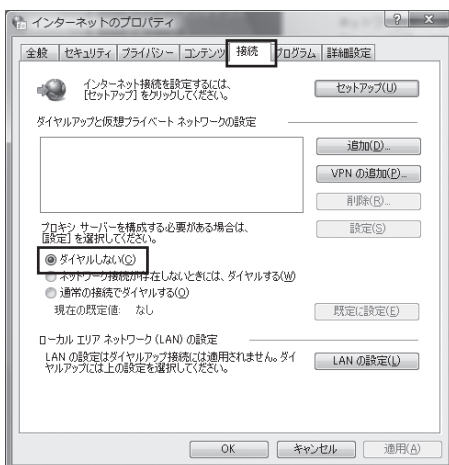 インターネットのプロパティ
全般 セキュリティ プライバシー コンテンツ 接続 プログラム 詳細設定
インターネット接続を設定するには、
[セットアップ] をクリックしてください。
セットアップ(U)
ダイヤルアップと仮想プライベート ネットワークの設定
追加(D)...
VPN の追加(P)...
削除(R)...
プロキシ サーバーを構成する必要がある場合は、
[設定] を選択してください。
設定(S)
ダイヤルしない(C)
ネットワーク接続が存在しないときには、ダイヤルする(W)
通常の接続でダイヤルする(O)
現在の既定値: なし
既定に設定(E)
ローカル エリア ネットワーク (LAN) の設定
LAN の設定はダイヤルアップ接続には適用されません。ダイ
ヤルアップには上の設定を選択してください。
LAN の設定(L)
OK キャンセル 適用(A)